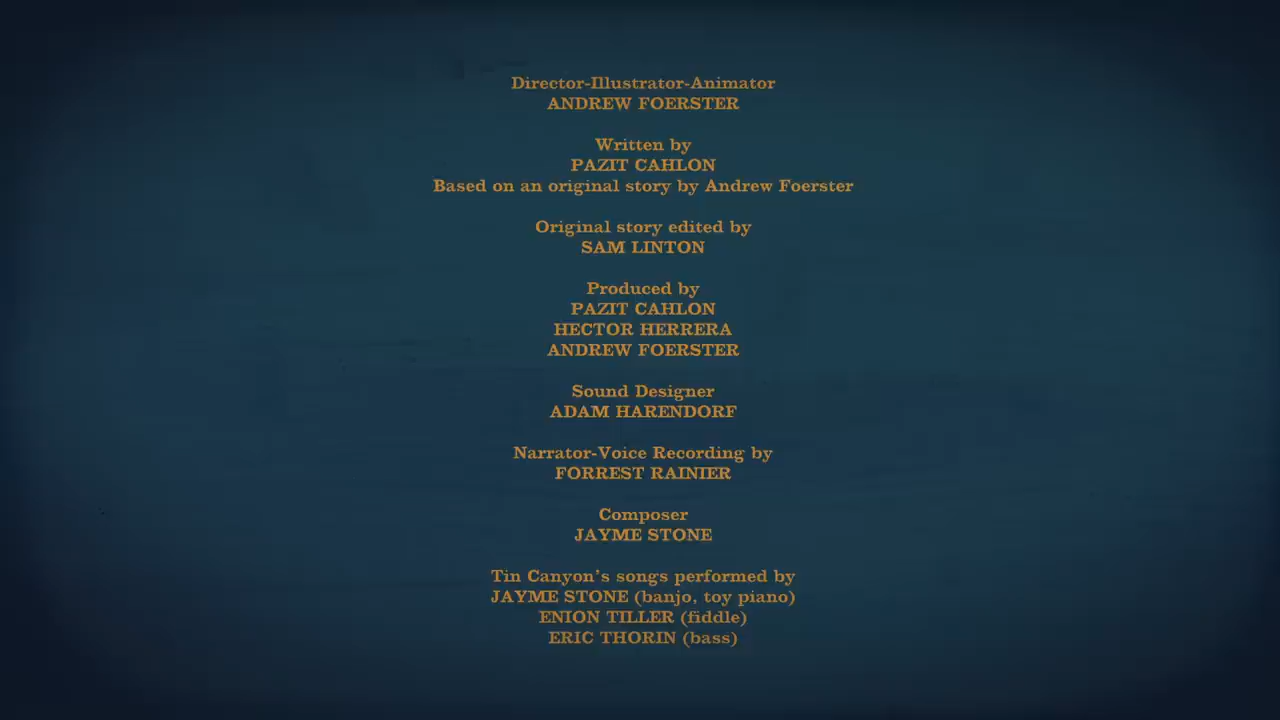 Director-Illustrator-Animator
ANDREW FOERSTER
Written by
PAZIT CAHLON
Based on an original story by Andrew Foerster
Original story edited by
SAM LINTON
Produced by
PAZIT CAHLON
HECTOR HERRERA
ANDREW FOERSTER
Sound Designer
ADAM HARENDORF
Narrator-Voice Recording by
FORREST RAINIER
Composer
JAYME STONE
Tin Canyon’s songs performed by
JAYME STONE (banjo, toy piano)
ENION TILLER (fiddle)
ERIC THORIN (bass)